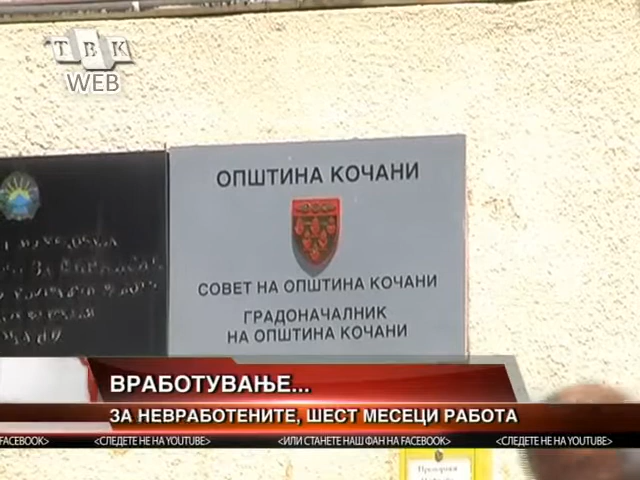 ТВК
WEB
ОПШТИНА КОЧАНИ
СОВЕТ НА ОПШТИНА КОЧАНИ
ГРАДОНАЧАЛНИК
НА ОПШТИНА КОЧАНИ
ВРАБОТУВАЊЕ...
ЗА НЕВРАБОТЕНИТЕ, ШЕСТ МЕСЕЦИ РАБОТА
FACEBOOK> <СЛЕДЕТЕ НЕ НА YOUTUBE> <ИЛИ СТАНЕТЕ НАШ ФАН НА FACEBOOK> <СЛЕДЕТЕ НЕ НА YOUTUBE>